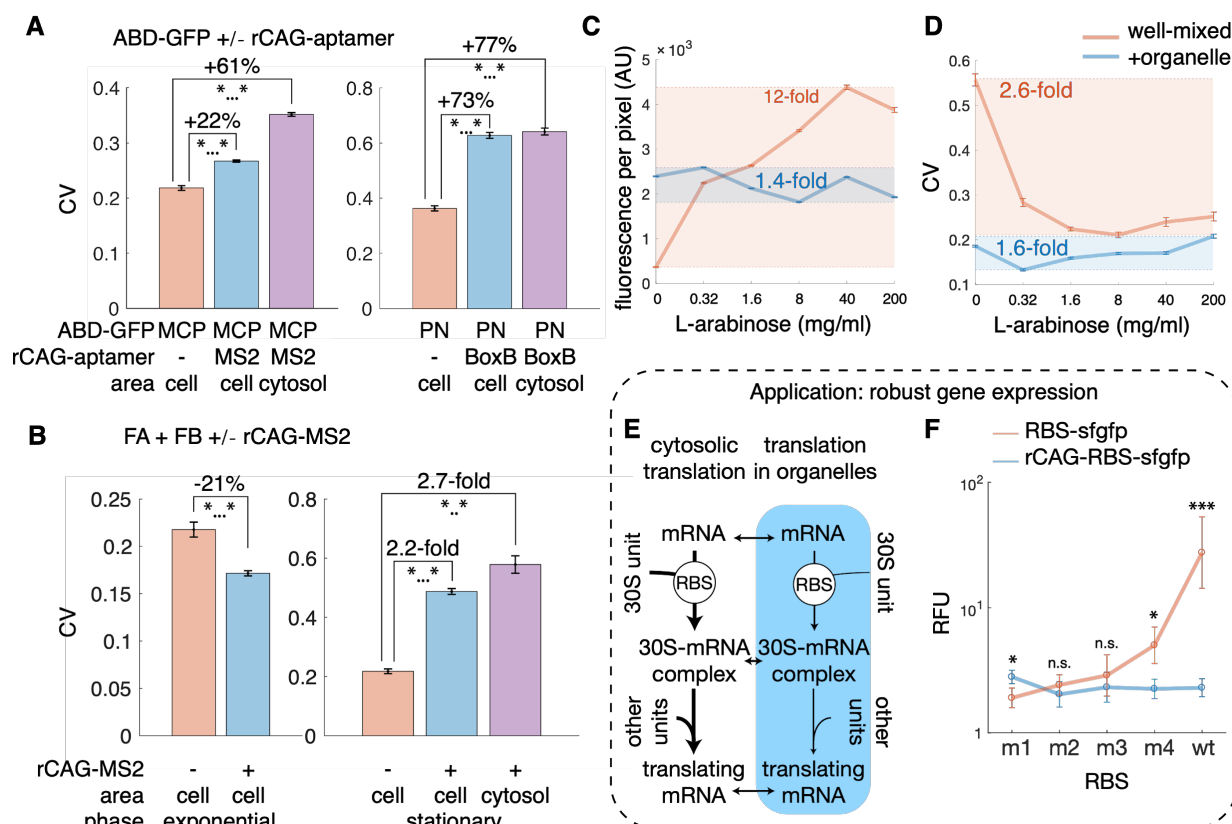 A
ABD-GFP +/- rCAG-aptamer
+61%
*...*
+22%
*...*
0.4
0.3
0.2
0.1
0
CV
+77%
*...*
+73%
*...*
0.8
0.6
0.4
0.2
0
ABD-GFP MCP MCP MCP PN PN PN
rCAG-aptamer - MS2 MS2 - BoxB BoxB
area cell cell cytosol cell cell cytosol
B
FA + FB +/- rCAG-MS2
-21%
*...*
0.25
0.2
0.15
0.1
0.05
0
CV
2.7-fold
*..*
2.2-fold
*...*
0.8
0.6
0.4
0.2
0
rCAG-MS2 - + - + +
area cell cell cell cell cytosol
phase exponential stationary
C
×10³
5
4
3
2
1
0
fluorescence per pixel (AU)
12-fold
1.4-fold
0 0.32 1.6 8 40 200
L-arabinose (mg/ml)
D
well-mixed
+organelle
0.6
0.5
0.4
0.3
0.2
0.1
CV
2.6-fold
1.6-fold
0 0.32 1.6 8 40 200
L-arabinose (mg/ml)
Application: robust gene expression
E
cytosolic translation
translation in organelles
mRNA mRNA
30S unit
RBS RBS
30S unit
30S-mRNA 30S-mRNA
complex complex
other units
other units
translating translating
mRNA mRNA
F
RBS-sfgfp
rCAG-RBS-sfgfp
10²
10¹
1
RFU
*
n.s.
n.s.
*
***
m1 m2 m3 m4 wt
RBS